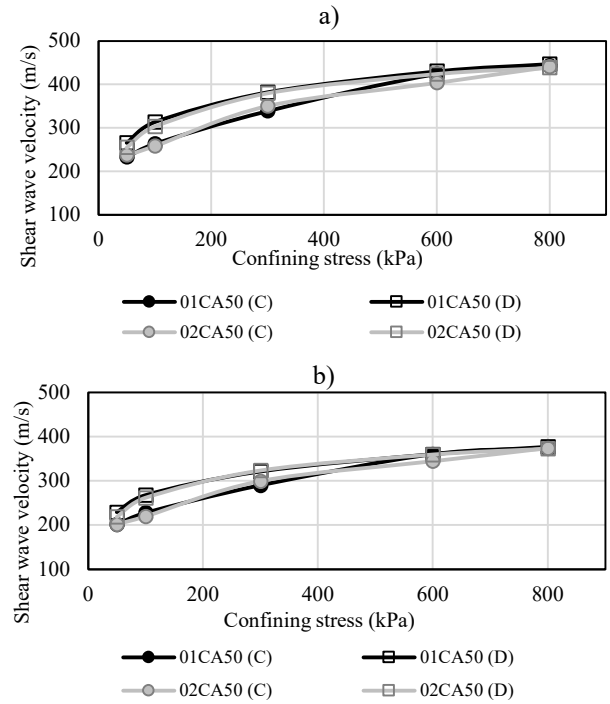 a)
500
400
300
200
100
0 200 400 600 800
Shear wave velocity (m/s)
Confining stress (kPa)
01CA50 (C) 01CA50 (D)
02CA50 (C) 02CA50 (D)
b)
500
400
300
200
100
0 200 400 600 800
Shear wave velocity (m/s)
Confining stress (kPa)
01CA50 (C) 01CA50 (D)
02CA50 (C) 02CA50 (D)